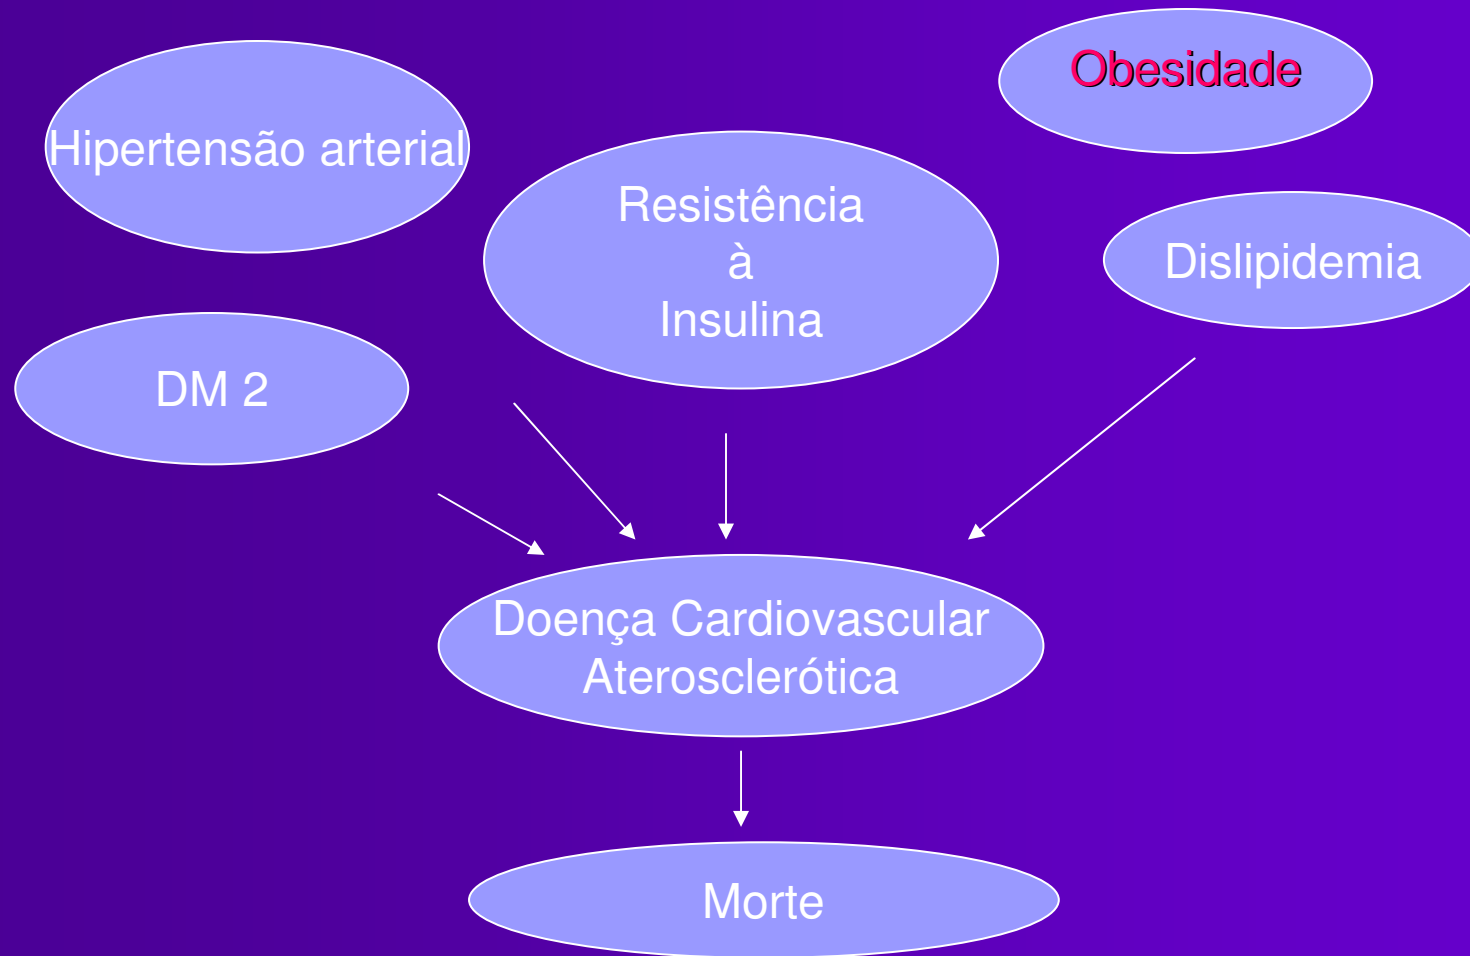 Obesidade
Hipertensão arterial
Resistência
à
Insulina
Dislipidemia
DM 2
Doença Cardiovascular
Aterosclerótica
Morte